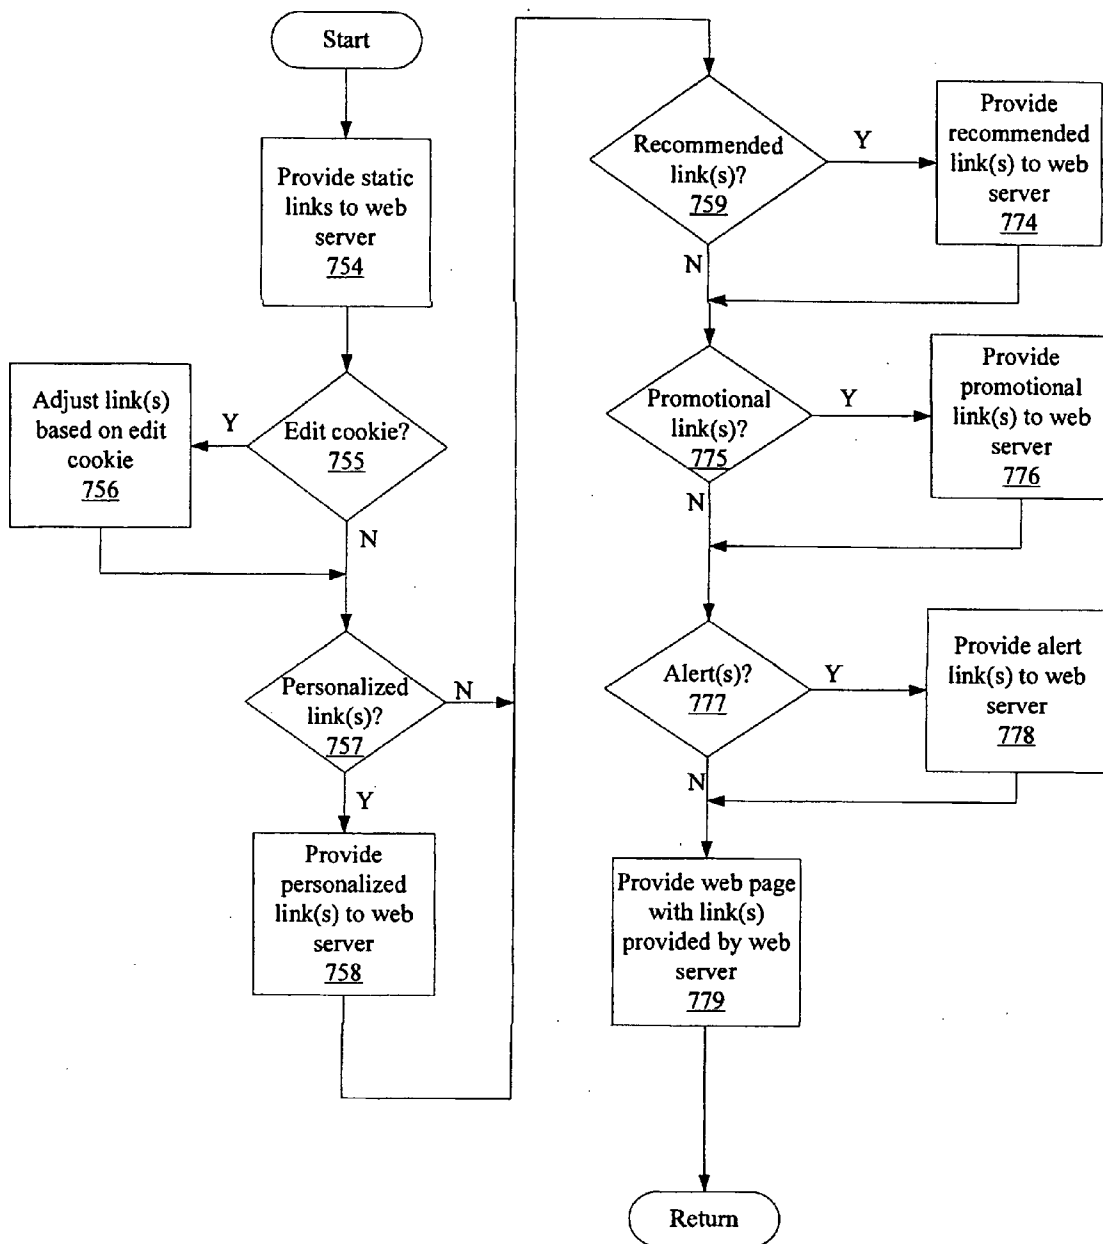 Start
Provide static
links to web
server
754
Edit cookie?
755
Y
N
Adjust link(s)
based on edit
cookie
756
Personalized
link(s)?
757
N
Y
Provide
personalized
link(s) to web
server
758
Recommended
link(s)?
759
Y
N
Provide
recommended
link(s) to web
server
774
Promotional
link(s)?
775
Y
N
Provide
promotional
link(s) to web
server
776
Alert(s)?
777
Y
N
Provide alert
link(s) to web
server
778
Provide web page
with link(s)
provided by web
server
779
Return